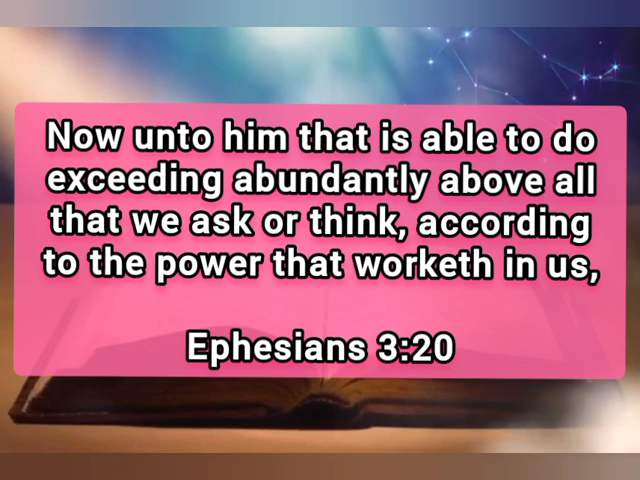 Now unto him that is able to do
exceeding abundantly above all
that we ask or think, according
to the power that worketh in us,
Ephesians 3:20